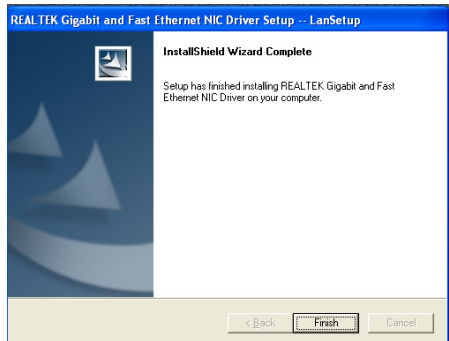 REALTEK Gigabit and Fast Ethernet NIC Driver Setup -- LanSetup
InstallShield Wizard Complete
Setup has finished installing REALTEK Gigabit and Fast
Ethernet NIC Driver on your computer.
< Back Finish Cancel